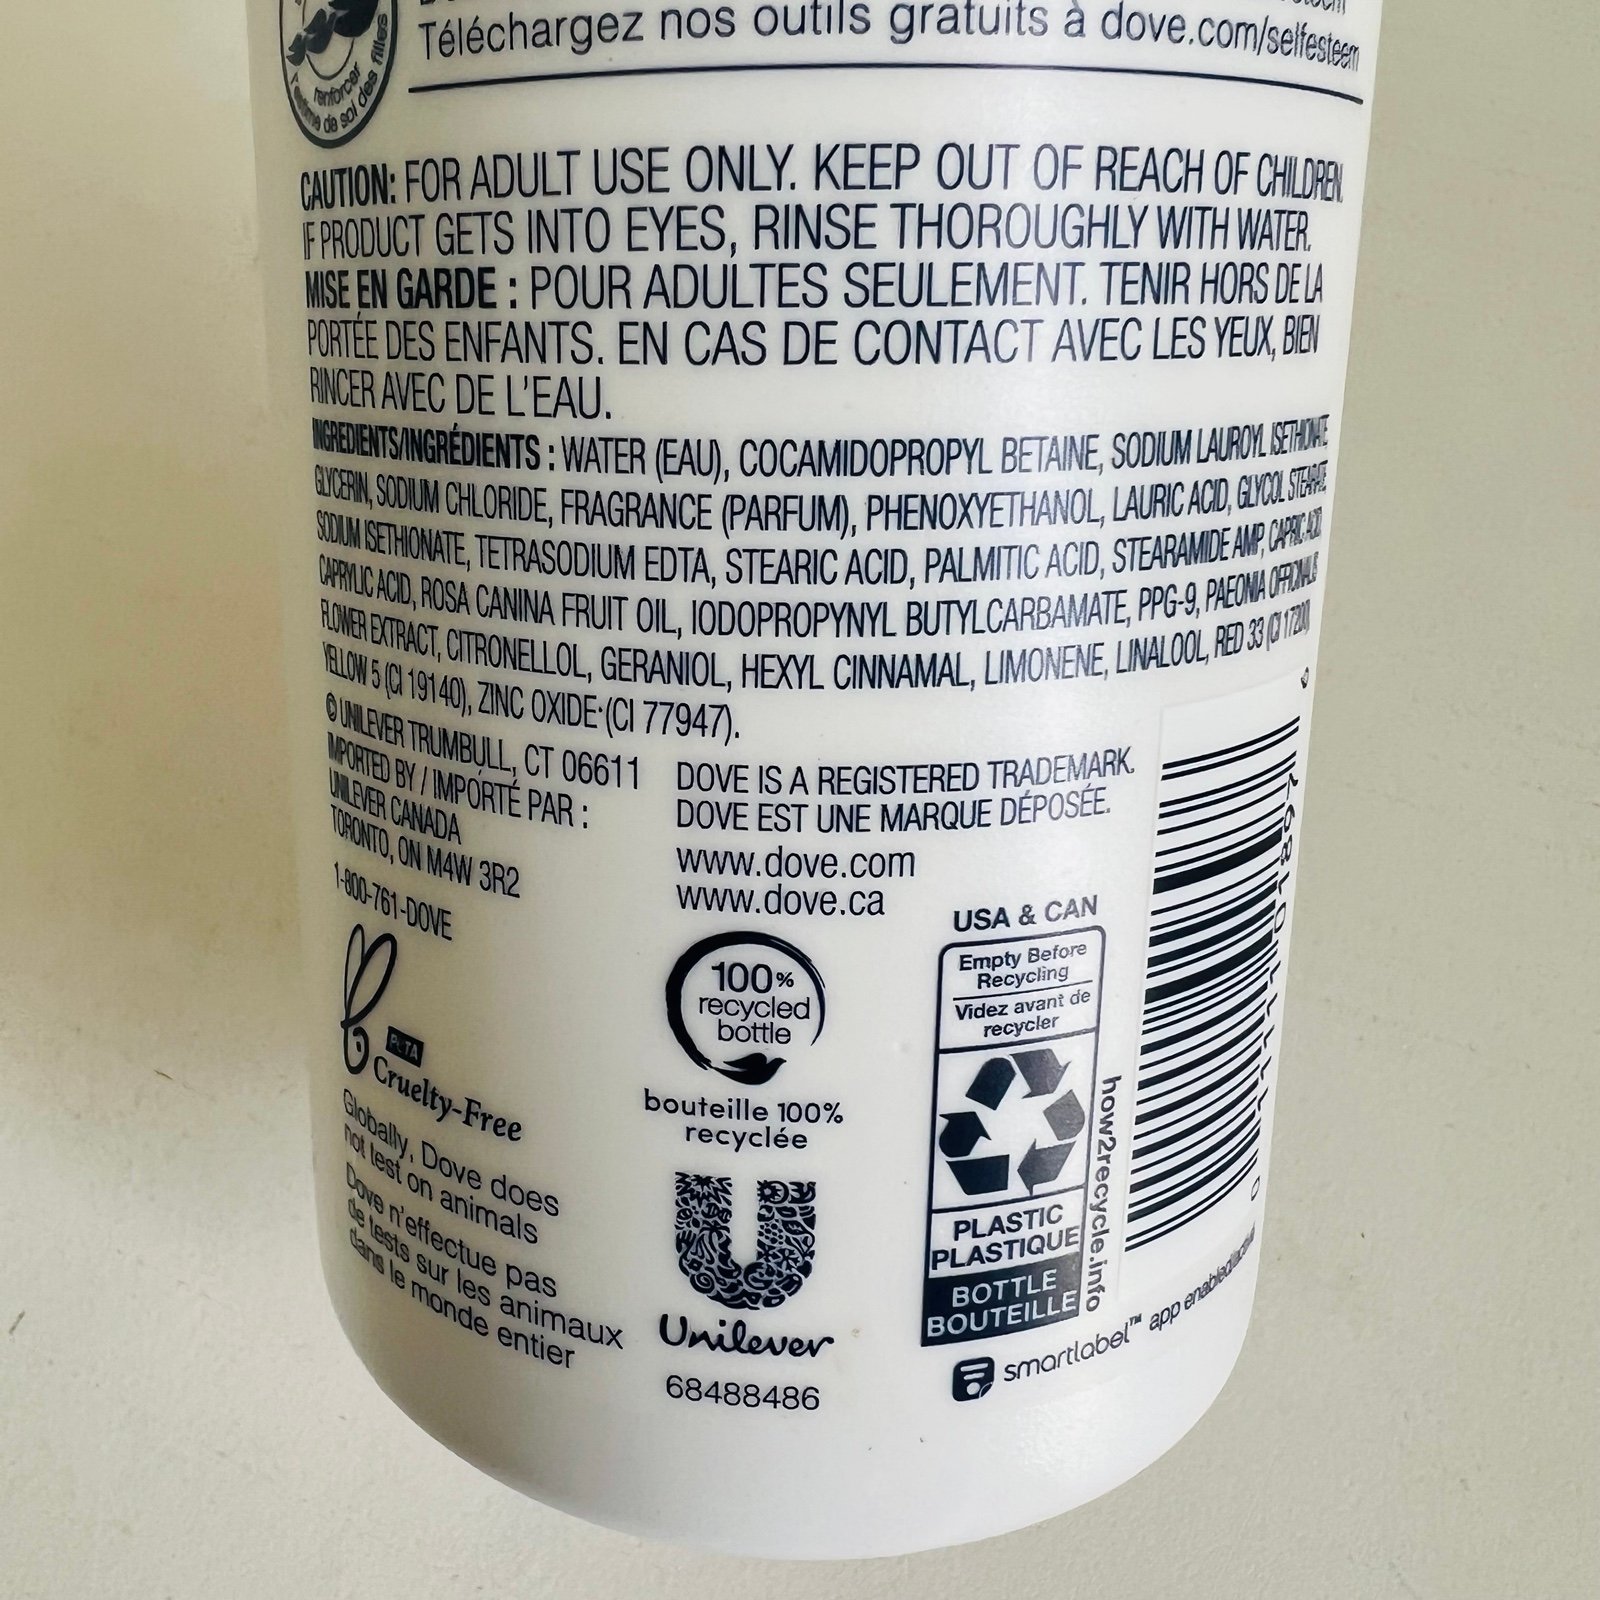 Téléchargez nos outils gratuits à dove.com/selfesteem
renforcer
l'estime de soi des filles
CAUTION: FOR ADULT USE ONLY. KEEP OUT OF REACH OF CHILDREN.
IF PRODUCT GETS INTO EYES, RINSE THOROUGHLY WITH WATER.
MISE EN GARDE : POUR ADULTES SEULEMENT. TENIR HORS DE LA
PORTÉE DES ENFANTS. EN CAS DE CONTACT AVEC LES YEUX, BIEN
RINCER AVEC DE L'EAU.
INGREDIENTS/INGRÉDIENTS : WATER (EAU), COCAMIDOPROPYL BETAINE, SODIUM LAUROYL ISETHIONATE
GLYCERIN, SODIUM CHLORIDE, FRAGRANCE (PARFUM), PHENOXYETHANOL, LAURIC ACID, GLYCOL STEARATE
SODIUM ISETHIONATE, TETRASODIUM EDTA, STEARIC ACID, PALMITIC ACID, STEARAMIDE AMP, CAPRIC ACID
CAPRYLIC ACID, ROSA CANINA FRUIT OIL, IODOPROPYNYL BUTYLCARBAMATE, PPG-9, PAEONIA OFFICINALIS
FLOWER EXTRACT, CITRONELLOL, GERANIOL, HEXYL CINNAMAL, LIMONENE, LINALOOL, RED 33 (CI 17200)
YELLOW 5 (CI 19140), ZINC OXIDE (CI 77947).
© UNILEVER TRUMBULL, CT 06611
IMPORTED BY / IMPORTÉ PAR :
UNILEVER CANADA
TORONTO, ON M4W 3R2
1-800-761-DOVE
DOVE IS A REGISTERED TRADEMARK.
DOVE EST UNE MARQUE DÉPOSÉE.
www.dove.com
www.dove.ca
PETA
Cruelty-Free
Globally, Dove does
not test on animals
Dove n'effectue pas
de tests sur les animaux
dans le monde entier
100%
recycled
bottle
bouteille 100%
recyclée
Unilever
68488486
USA & CAN
Empty Before
Recycling
Videz avant de
recycler
PLASTIC
PLASTIQUE
BOTTLE
BOUTEILLE
how2recycle.info
smartlabel™ app enabled